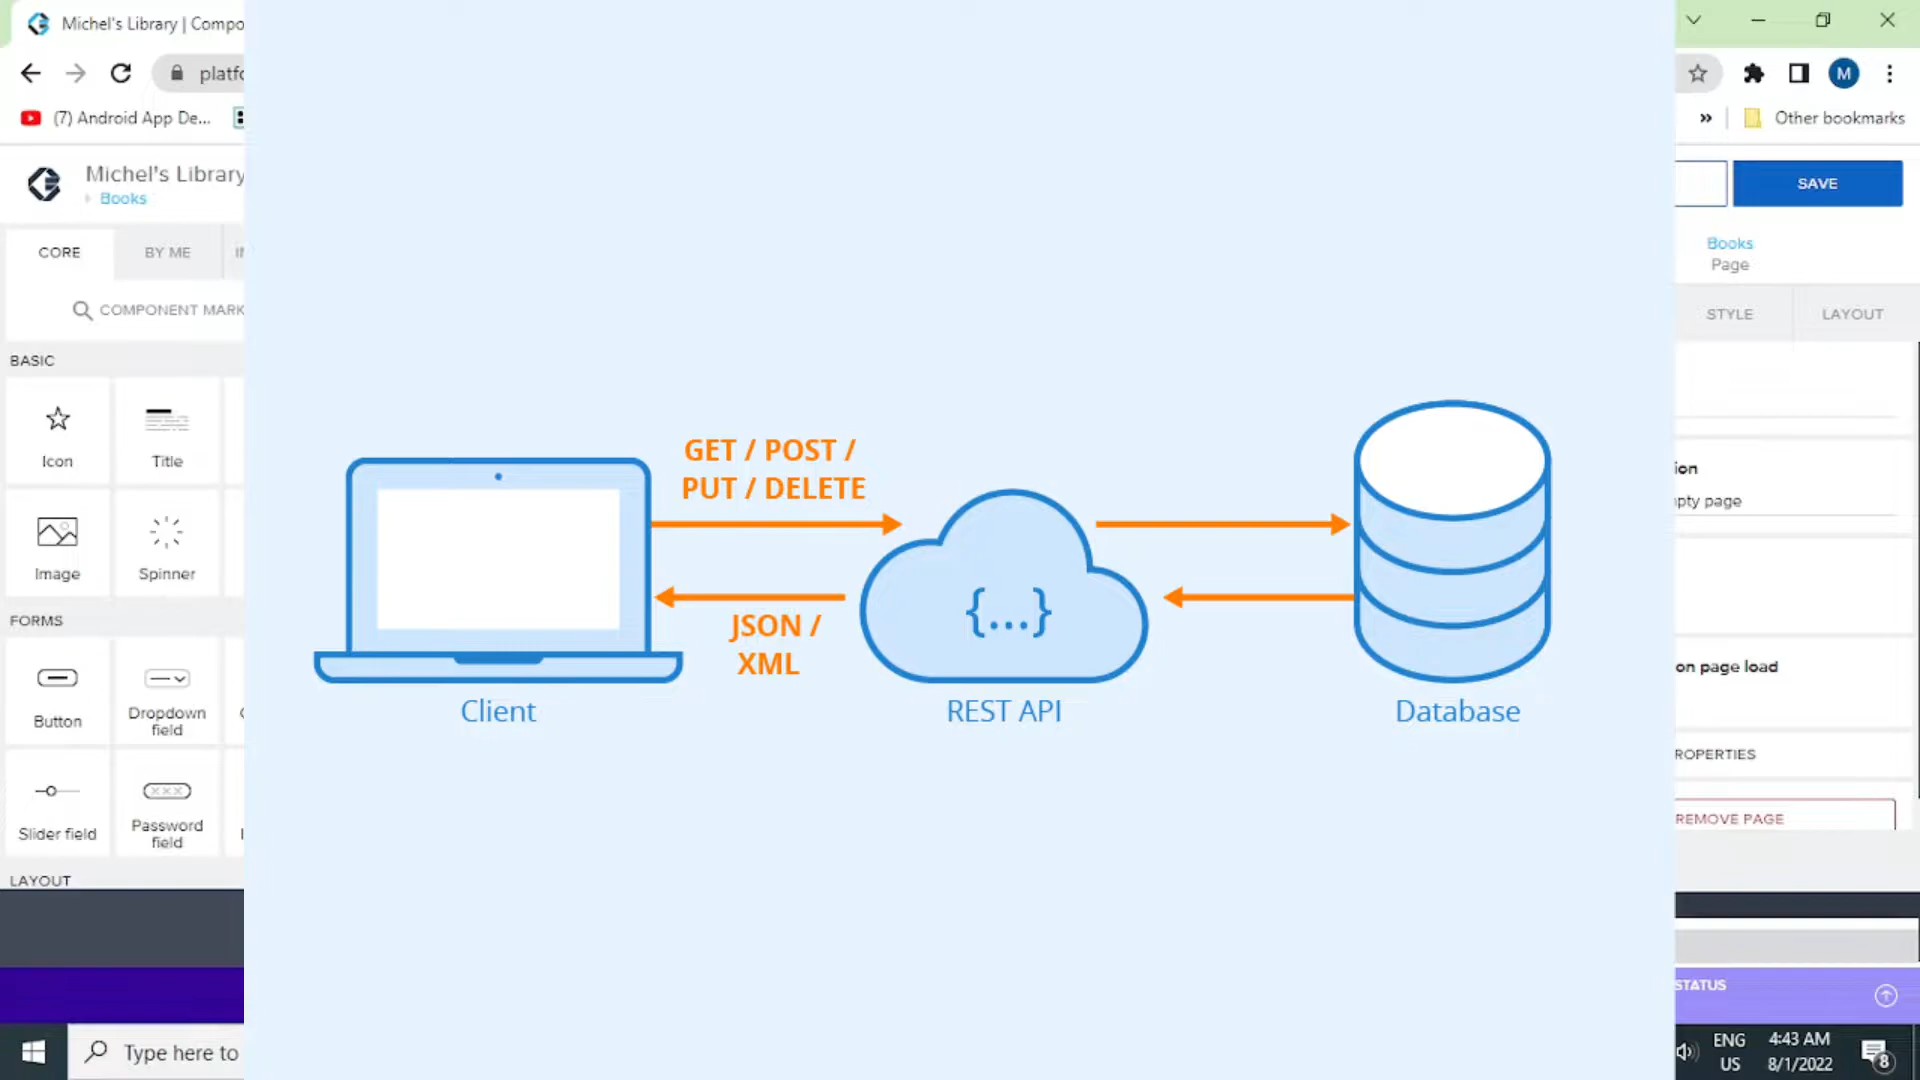 Michel's Library | Compo
platfo
(7) Android App De...
Other bookmarks
Michel's Library
Books
SAVE
CORE
BY ME
COMPONENT MARK
Books
Page
STYLE
LAYOUT
BASIC
Icon
Title
Image
Spinner
FORMS
Button
Dropdown
field
Slider field
Password
field
LAYOUT
GET / POST /
PUT / DELETE
{...}
JSON /
XML
Client
REST API
Database
ion
pty page
on page load
ROPERTIES
REMOVE PAGE
STATUS
Type here to
ENG
US
4:43 AM
8/1/2022
8
M